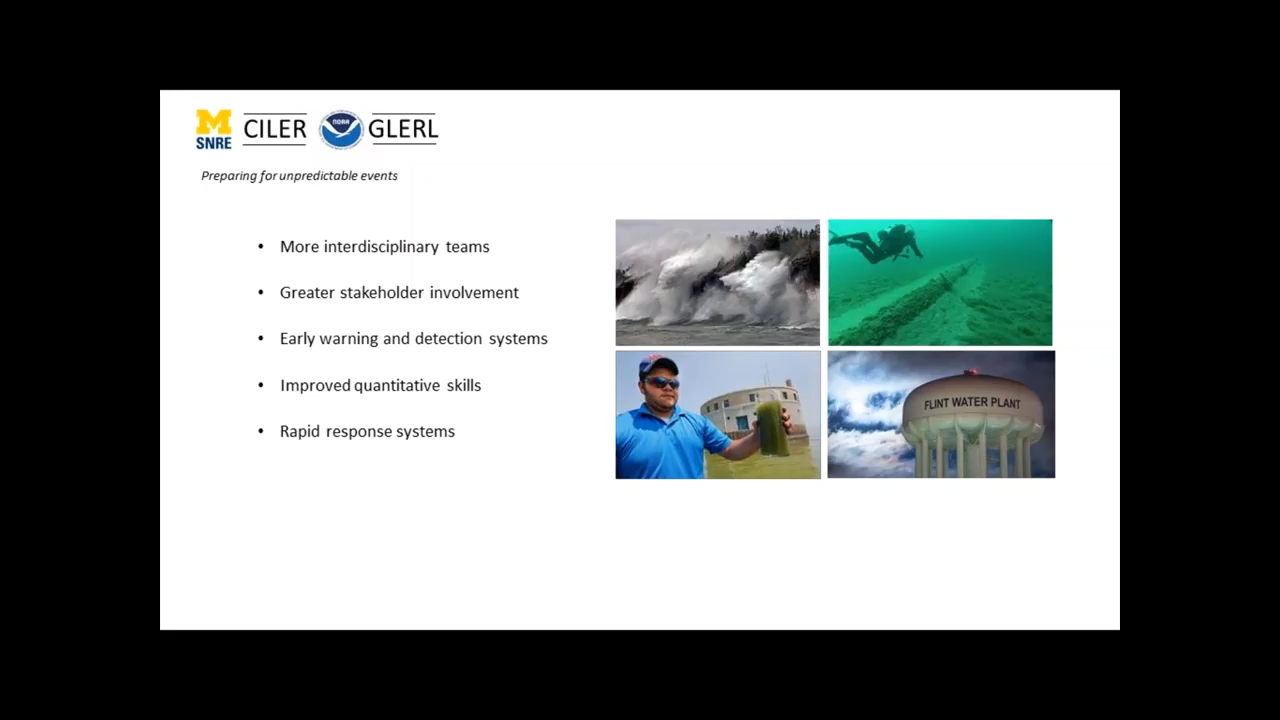 M
SNRE
CILER
NOAA
GLERL
Preparing for unpredictable events
• More interdisciplinary teams
• Greater stakeholder involvement
• Early warning and detection systems
• Improved quantitative skills
• Rapid response systems
FLINT WATER PLANT